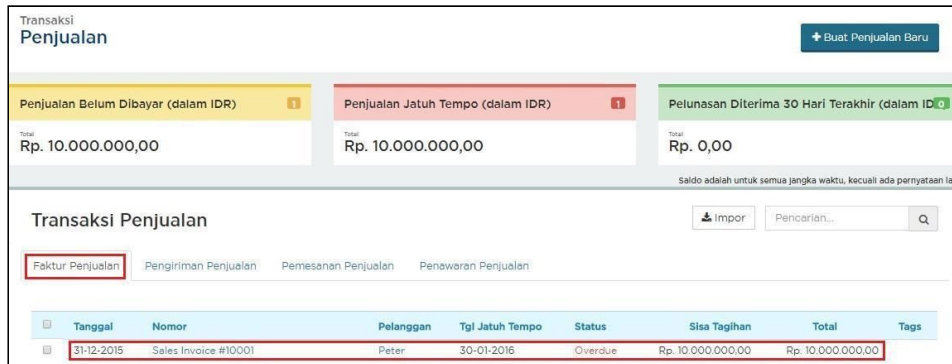 Transaksi
Penjualan
+ Buat Penjualan Baru
Penjualan Belum Dibayar (dalam IDR) 1
Total
Rp. 10.000.000,00
Penjualan Jatuh Tempo (dalam IDR) 1
Total
Rp. 10.000.000,00
Pelunasan Diterima 30 Hari Terakhir (dalam ID 0
Total
Rp. 0,00
Saldo adalah untuk semua jangka waktu, kecuali ada pernyataan la
Transaksi Penjualan
Impor
Pencarian...
Faktur Penjualan Pengiriman Penjualan Pemesanan Penjualan Penawaran Penjualan
Tanggal Nomor Pelanggan Tgl Jatuh Tempo Status Sisa Tagihan Total Tags
31-12-2015 Sales Invoice #10001 Peter 30-01-2016 Overdue Rp. 10.000.000,00 Rp. 10.000.000,00